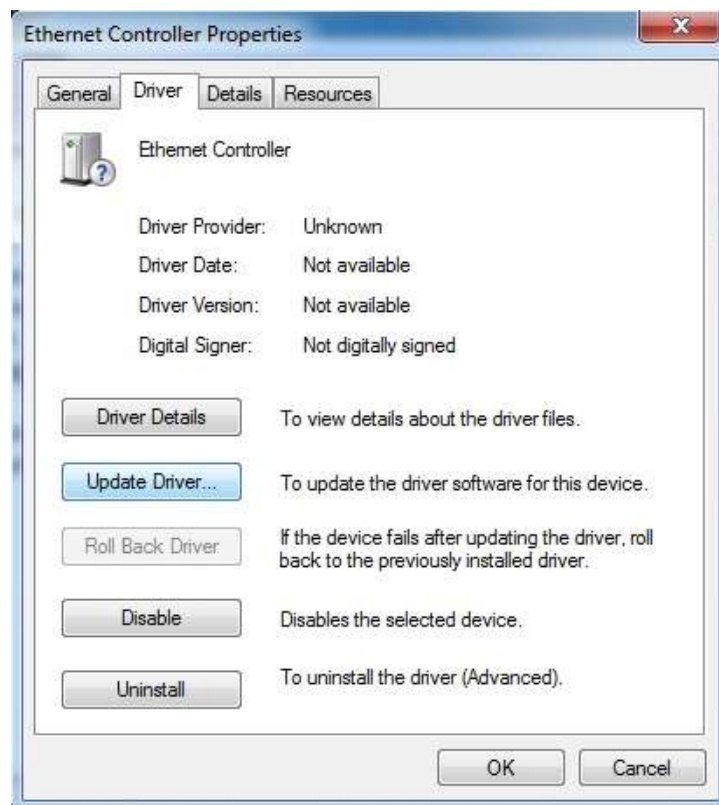 Ethernet Controller Properties
General Driver Details Resources
Ethernet Controller
Driver Provider: Unknown
Driver Date: Not available
Driver Version: Not available
Digital Signer: Not digitally signed
Driver Details To view details about the driver files.
Update Driver... To update the driver software for this device.
Roll Back Driver If the device fails after updating the driver, roll
back to the previously installed driver.
Disable Disables the selected device.
Uninstall To uninstall the driver (Advanced).
OK Cancel